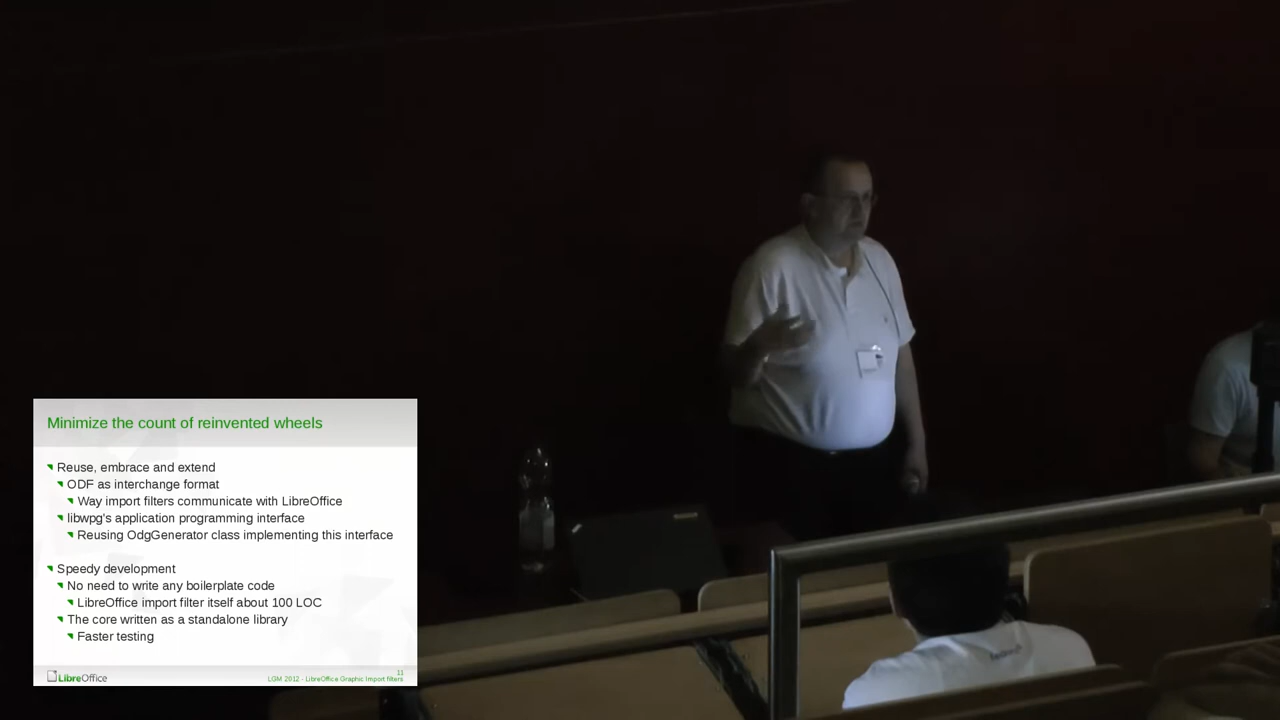 Minimize the count of reinvented wheels
Reuse, embrace and extend
ODF as interchange format
Way import filters communicate with LibreOffice
libwpg's application programming interface
Reusing OdgGenerator class implementing this interface
Speedy development
No need to write any boilerplate code
LibreOffice import filter itself about 100 LOC
The core written as a standalone library
Faster testing
11
LibreOffice
LGM 2012 - LibreOffice Graphic Import filters